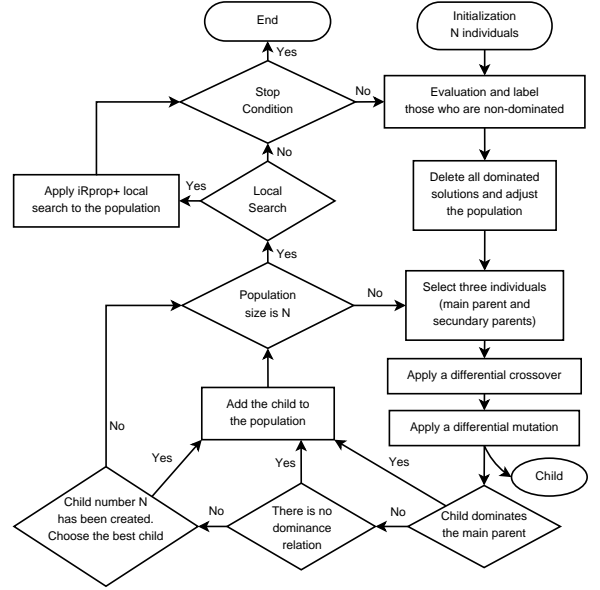 End
Initialization
N individuals
Yes
Stop
Condition
No
Evaluation and label
those who are non-dominated
No
Delete all dominated
solutions and adjust
the population
Apply iRprop+ local
search to the population
Yes
Local
Search
Yes
Population
size is N
No
Select three individuals
(main parent and
secundary parents)
Apply a differential crossover
Add the child to
the population
Apply a differential mutation
No
Yes
Yes
Yes
Child
Child number N
has been created.
Choose the best child
No
There is no
dominance
relation
No
Child dominates
the main parent